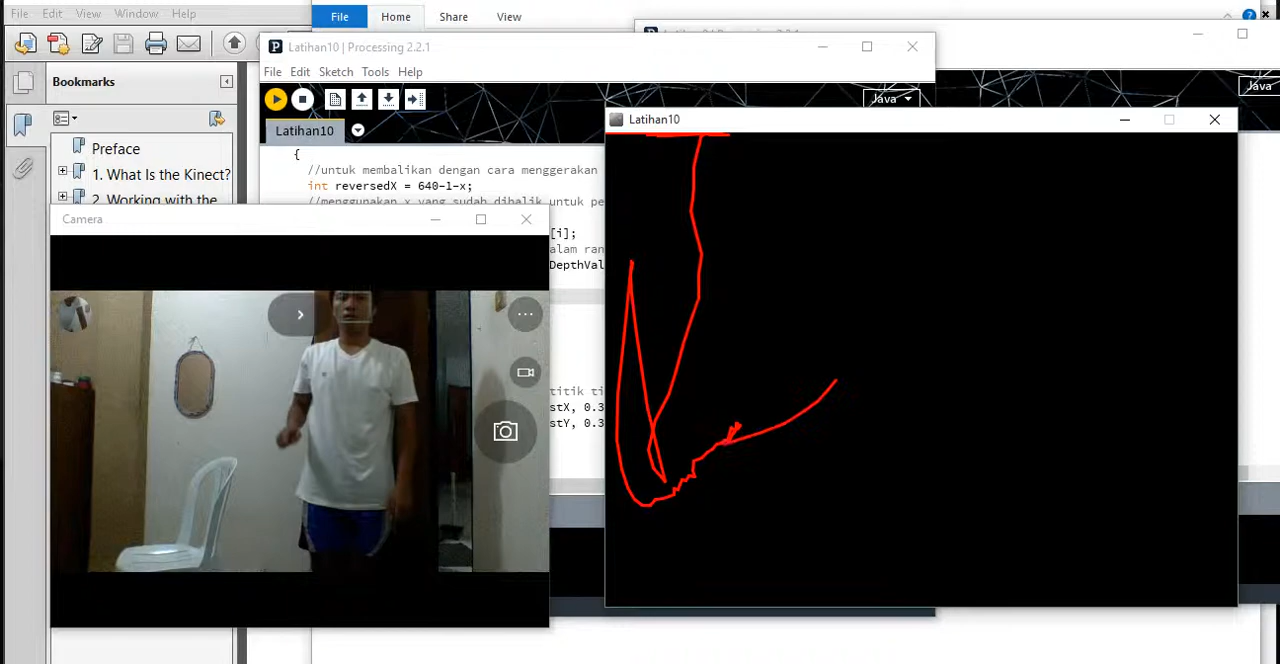 File Edit View Window Help
File Home Share View
Bookmarks
Preface
1. What Is the Kinect?
2. Working with the
Latihan10 | Processing 2.2.1
File Edit Sketch Tools Help
Java
Java
Latihan10
{
//untuk membalikan dengan cara menggerakan
int reversedX = 640-1-x;
//menggunakan x yang sudah dibalik untuk pe
[i];
alam ran
DepthVal
titik ti
stX, 0.3
stY, 0.3
Camera
Latihan10